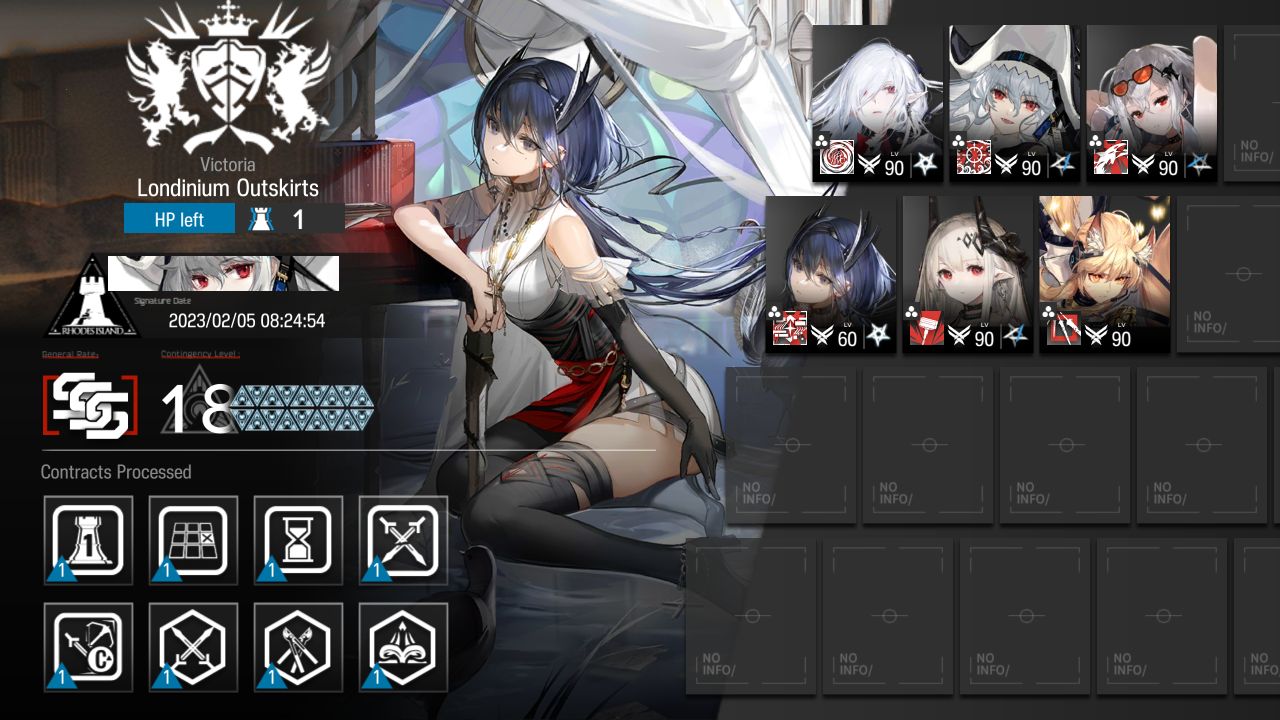 Victoria
Londinium Outskirts
HP left 1
Signature Date
2023/02/05 08:24:54
RHODES ISLAND
General Rate:
Contingency Level:
18
Contracts Processed
1
1 1 1 1
C
1 1 1 1
LV
90
LV
90
LV
90
NO
INFO/
LV
60
LV
90
LV
90
NO
INFO/
NO
INFO/
NO
INFO/
NO
INFO/
NO
INFO/
NO
INFO/
NO
INFO/
NO
INFO/
NO
INFO/
NO
INFO